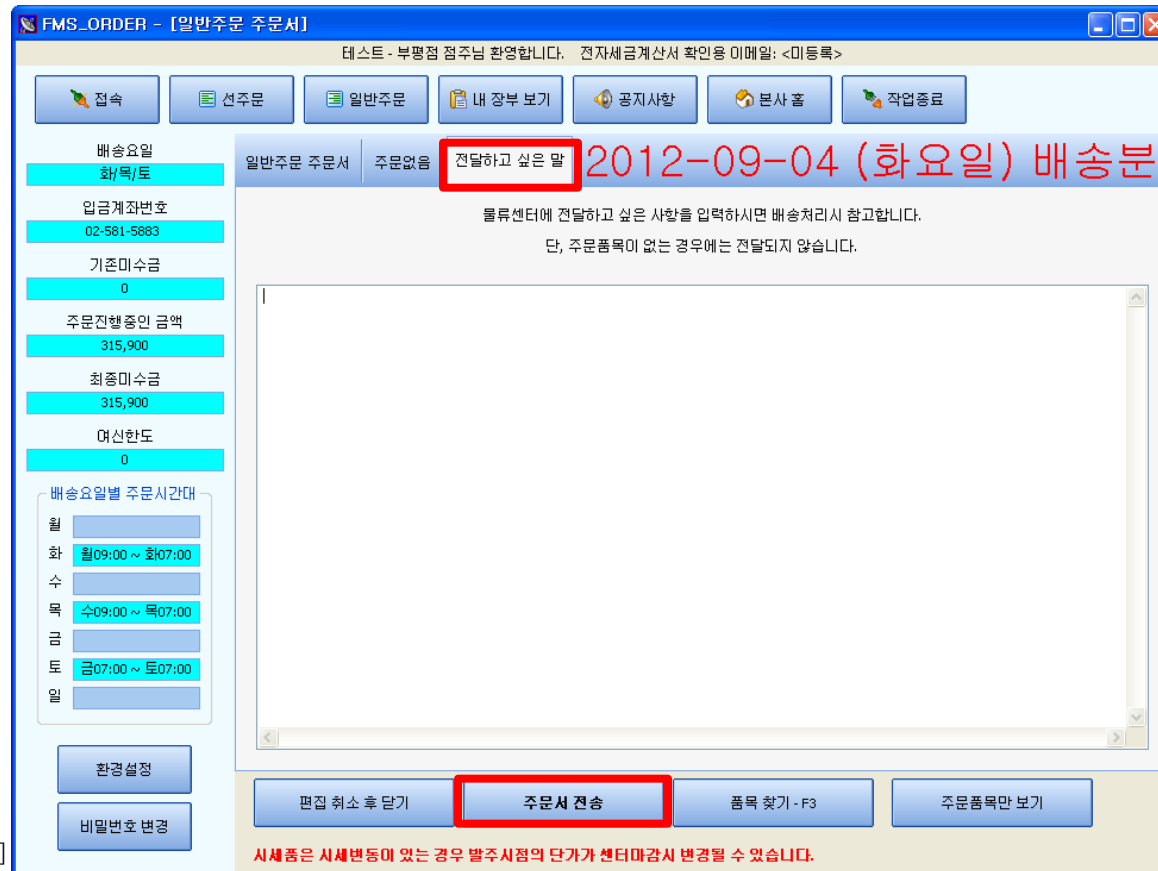 FMS_ORDER - [일반주문 주문서]
테스트 - 부평점 점주님 환영합니다. 전자세금계산서 확인용 이메일: <미등록>
접속 선주문 일반주문 내 장부 보기 공지사항 본사 홈 작업종료
배송요일
화/목/토
입금계좌번호
02-581-5883
기존미수금
0
주문진행중인 금액
315,900
최종미수금
315,900
여신한도
0
배송요일별 주문시간대
월
화 월09:00 ~ 화07:00
수
목 수09:00 ~ 목07:00
금
토 금07:00 ~ 토07:00
일
환경설정
비밀번호 변경
일반주문 주문서 주문없음 전달하고 싶은 말 2012-09-04 (화요일) 배송분
물류센터에 전달하고 싶은 사항을 입력하시면 배송처리시 참고합니다.
단, 주문품목이 없는 경우에는 전달되지 않습니다.
편집 취소 후 닫기 주문서 전송 품목 찾기 - F3 주문품목만 보기
시세품은 시세변동이 있는 경우 발주시점의 단가가 센터마감시 변경될 수 있습니다.
]